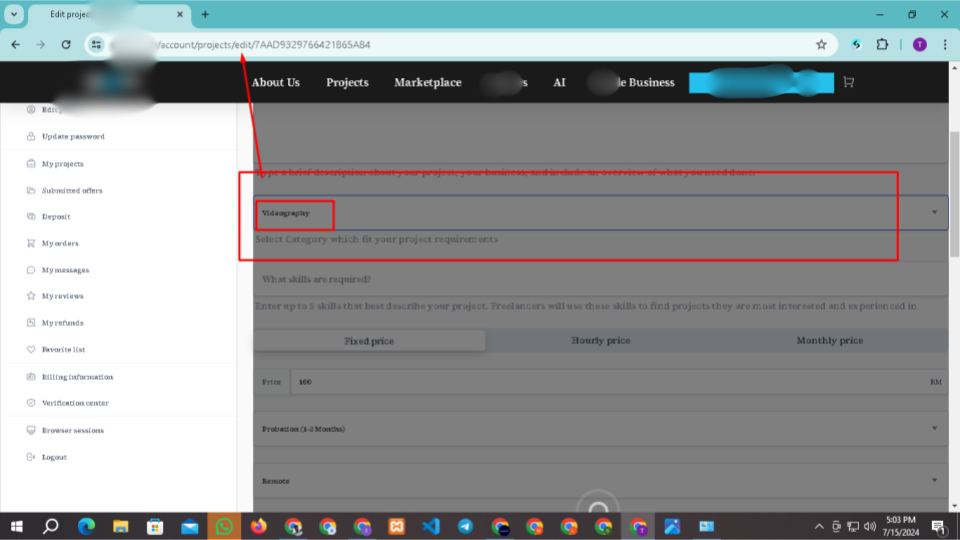 Edit projec
/account/projects/edit/7AAD9329766421B65AB4
T
About Us
Projects
Marketplace
s
AI
e Business
Edit
Update password
My projects
Submitted offers
Deposit
My orders
My messages
My reviews
My refunds
Favorite list
Billing information
Verification center
Browser sessions
Logout
Type a brief description about your project, your business, and include an overview of what you need done.
Videography
Select Category which fit your project requirements
What skills are required?
Enter up to 5 skills that best describe your project. Freelancers will use these skills to find projects they are most interested and experienced in
Fixed price
Hourly price
Monthly price
Price
100
RM
Probation (1-3 Months)
Remote
5:03 PM
7/15/2024